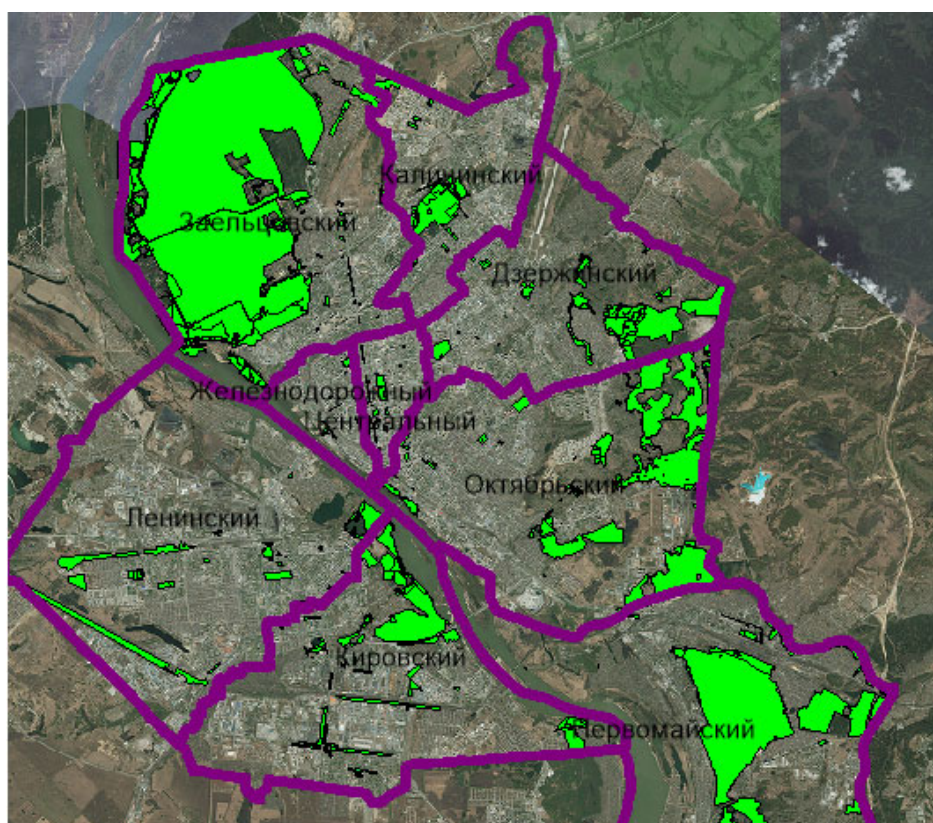 Калининский
Заельцовский
Дзержинский
Железнодорожный
Центральный
Октябрьский
Ленинский
Кировский
Первомайский